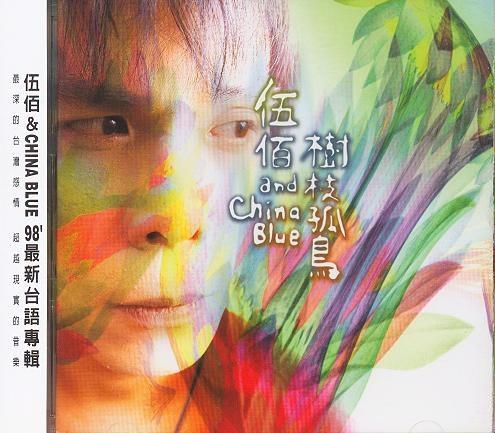 伍佰&CHINA BLUE 98'最新台語專輯
最深的台灣感情 超越現實的音樂
伍佰
and
China
Blue
樹枝孤鳥